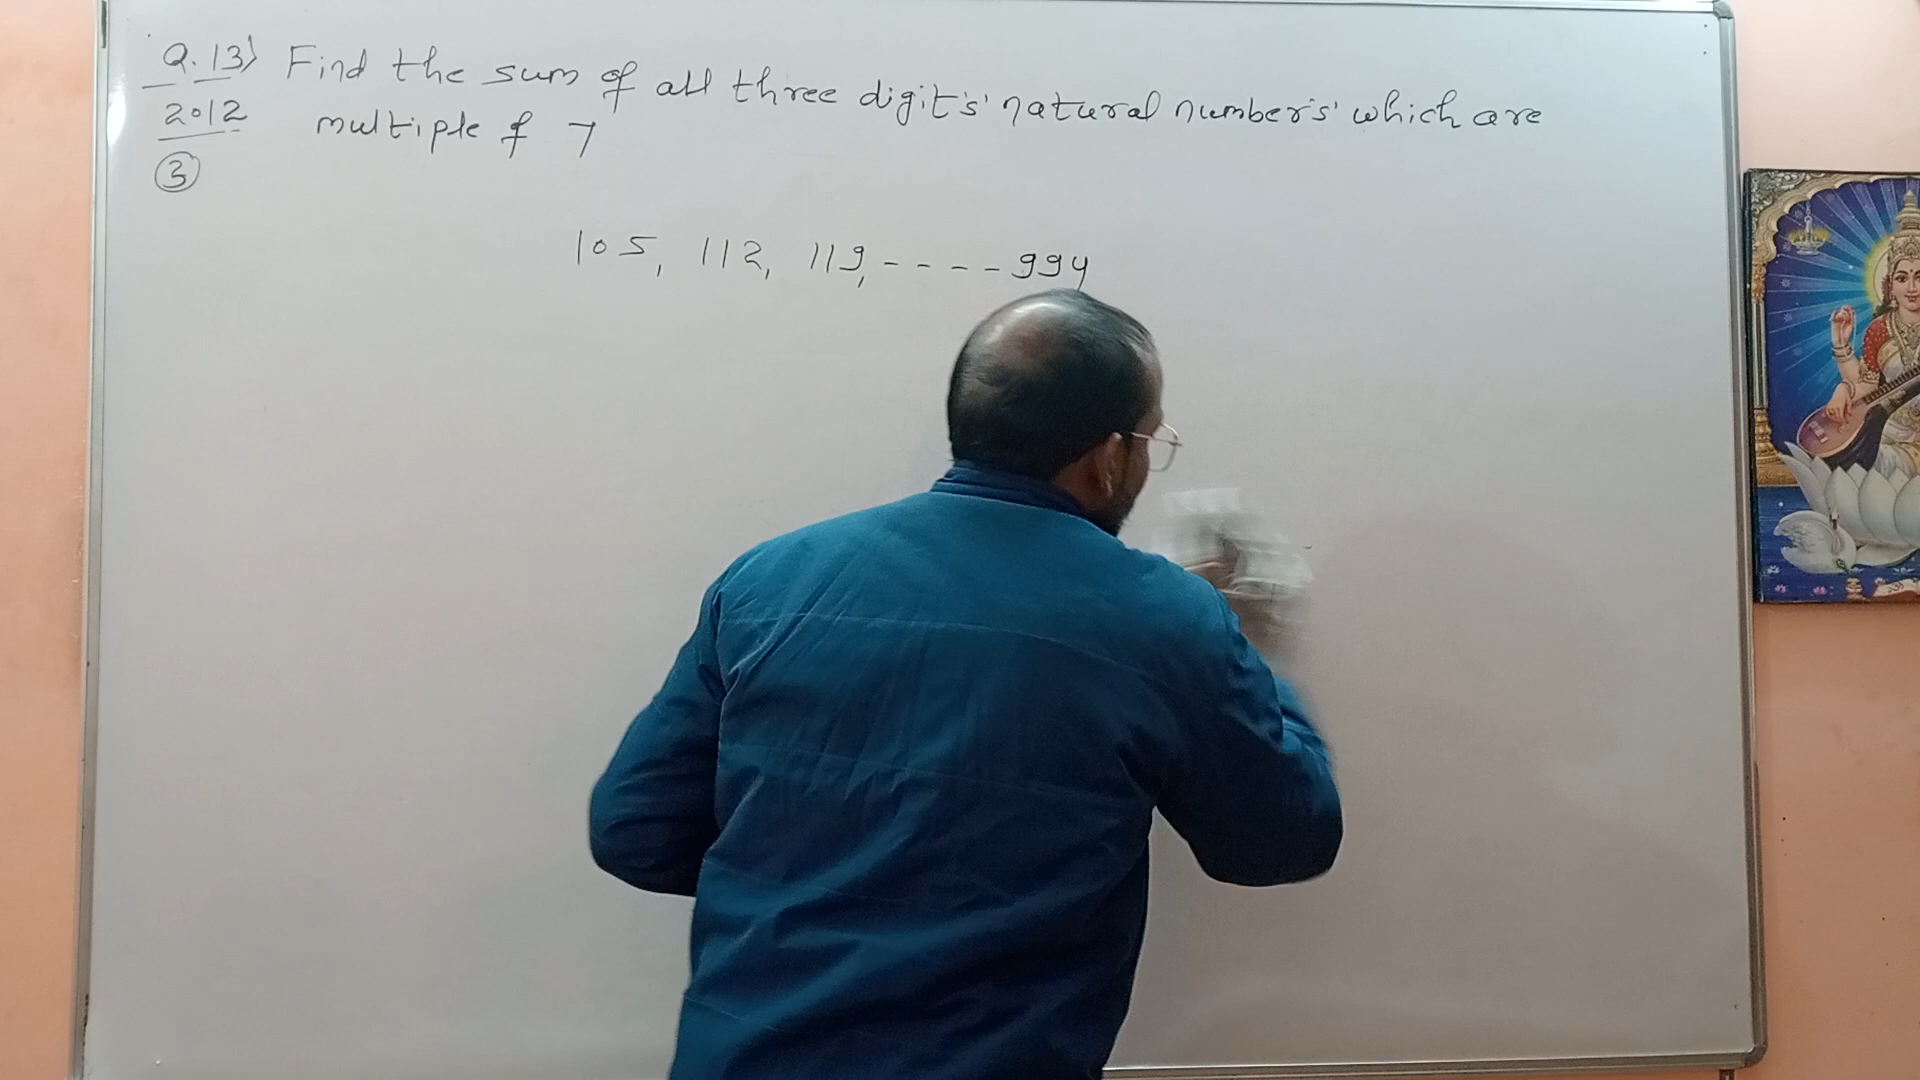 Q.13) Find the sum of all three digit's' natural number's' which are
2012 multiple of 7
3
105, 112, 119, - - - - 994